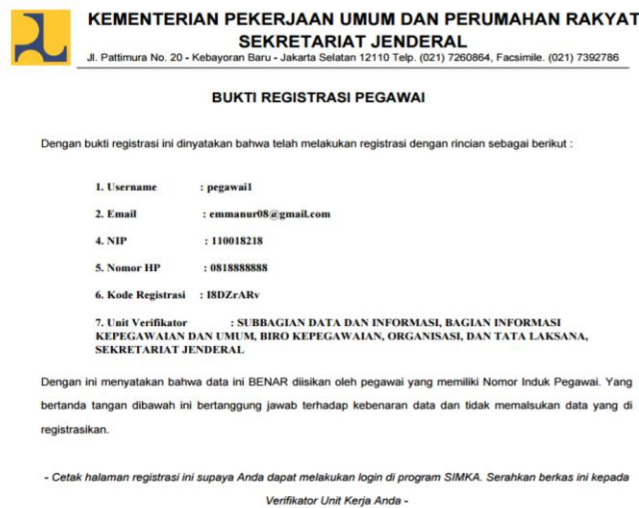 KEMENTERIAN PEKERJAAN UMUM DAN PERUMAHAN RAKYAT
SEKRETARIAT JENDERAL
Jl. Pattimura No. 20 - Kebayoran Baru - Jakarta Selatan 12110 Telp. (021) 7260864, Facsimile. (021) 7392786
BUKTI REGISTRASI PEGAWAI
Dengan bukti registrasi ini dinyatakan bahwa telah melakukan registrasi dengan rincian sebagai berikut :
1. Username : pegawai1
2. Email : emmanur08@gmail.com
4. NIP : 110018218
5. Nomor HP : 0818888888
6. Kode Registrasi : I8DZrARv
7. Unit Verifikator : SUBBAGIAN DATA DAN INFORMASI, BAGIAN INFORMASI
KEPEGAWAIAN DAN UMUM, BIRO KEPEGAWAIAN, ORGANISASI, DAN TATA LAKSANA,
SEKRETARIAT JENDERAL
Dengan ini menyatakan bahwa data ini BENAR diisikan oleh pegawai yang memiliki Nomor Induk Pegawai. Yang
bertanda tangan dibawah ini bertanggung jawab terhadap kebenaran data dan tidak memalsukan data yang di
registrasikan.
- Cetak halaman registrasi ini supaya Anda dapat melakukan login di program SIMKA. Serahkan berkas ini kepada
Verifikator Unit Kerja Anda -